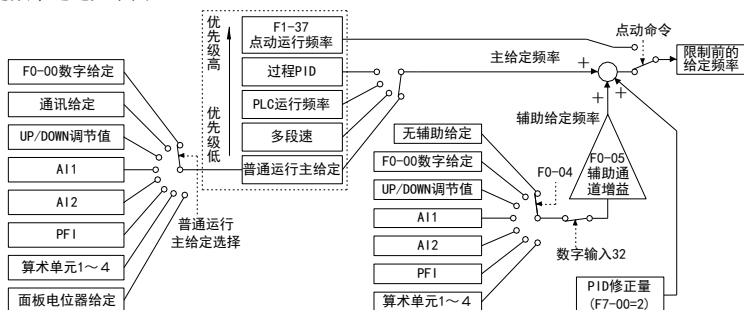 优先级高
优先级低
F1-37
点动运行频率
过程PID
PLC运行频率
多段速
普通运行主给定
F0-00数字给定
通讯给定
UP/DOWN调节值
AI1
AI2
PFI
算术单元1～4
面板电位器给定
普通运行
主给定选择
主给定频率
点动命令
限制前的
给定频率
+
+
+
辅助给定频率
无辅助给定
F0-00数字给定
UP/DOWN调节值
AI1
AI2
PFI
算术单元1～4
F0-04
F0-05
辅助通
道增益
数字输入32
PID修正量
(F7-00=2)